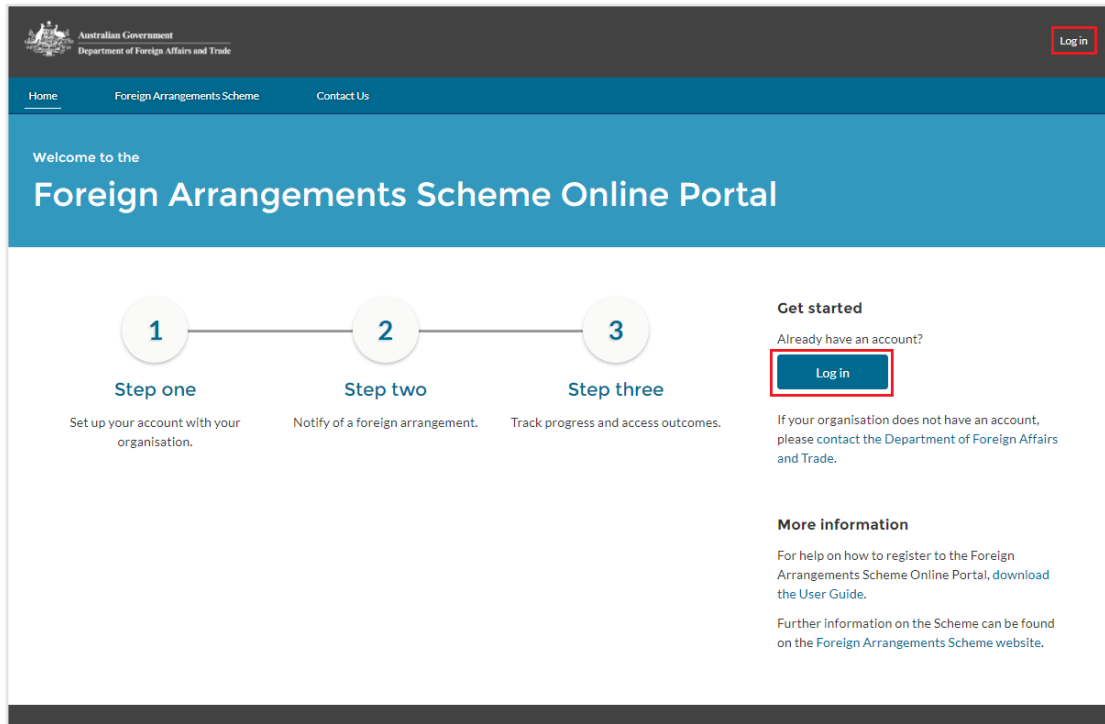 Australian Government
Department of Foreign Affairs and Trade
Log in
Home
Foreign Arrangements Scheme
Contact Us
Welcome to the
Foreign Arrangements Scheme Online Portal
1
2
3
Step one
Step two
Step three
Set up your account with your
organisation.
Notify of a foreign arrangement.
Track progress and access outcomes.
Get started
Already have an account?
Log in
If your organisation does not have an account,
please contact the Department of Foreign Affairs
and Trade.
More information
For help on how to register to the Foreign
Arrangements Scheme Online Portal, download
the User Guide.
Further information on the Scheme can be found
on the Foreign Arrangements Scheme website.